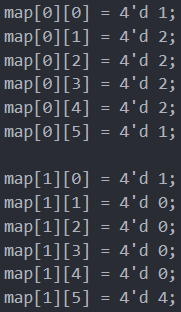 map[0][0] = 4'd 1;
map[0][1] = 4'd 2;
map[0][2] = 4'd 2;
map[0][3] = 4'd 2;
map[0][4] = 4'd 2;
map[0][5] = 4'd 1;
map[1][0] = 4'd 1;
map[1][1] = 4'd 0;
map[1][2] = 4'd 0;
map[1][3] = 4'd 0;
map[1][4] = 4'd 0;
map[1][5] = 4'd 4;